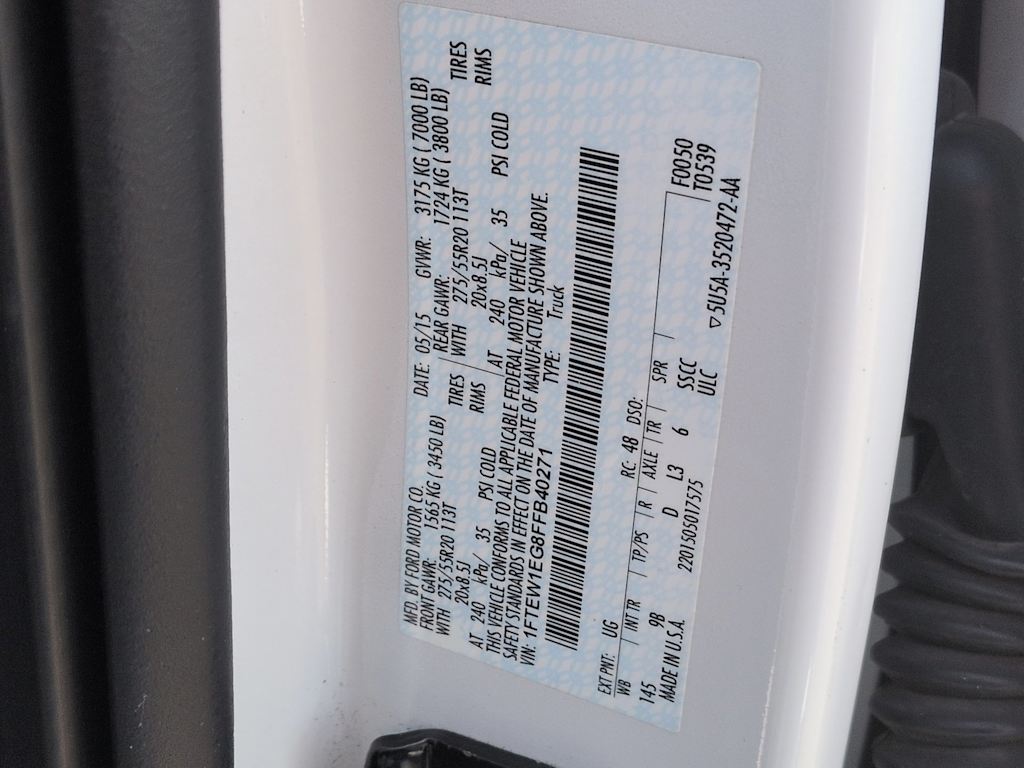 MFD. BY FORD MOTOR CO. DATE: 05/15 GVWR: 3175 KG ( 7000 LB)
FRONT GAWR: 1565 KG ( 3450 LB) REAR GAWR: 1724 KG ( 3800 LB)
WITH 275/55R20 113T TIRES WITH 275/55R20 113T TIRES
20x8.5J RIMS 20x8.5J RIMS
AT 240 kPa/ 35 PSI COLD AT 240 kPa/ 35 PSI COLD
THIS VEHICLE CONFORMS TO ALL APPLICABLE FEDERAL MOTOR VEHICLE
SAFETY STANDARDS IN EFFECT ON THE DATE OF MANUFACTURE SHOWN ABOVE.
VIN: 1FTEW1EG8FFB40271 TYPE: Truck
EXT PNT: UG RC: 48 DSO: F0050
WB INT TR TP/PS R AXLE TR SPR T0539
145 98 D L3 6 SSCC
MADE IN U.S.A. 220150501757​5 ULC ▽5U5A-3520472-AA